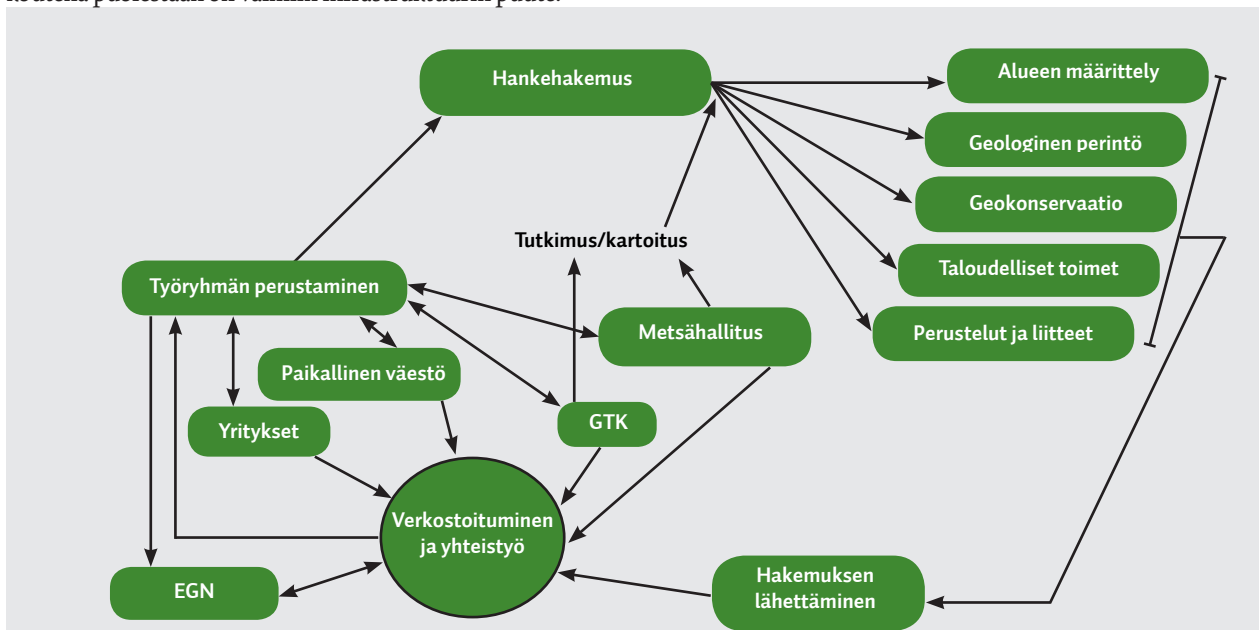 Hankehakemus
Alueen määrittely
Geologinen perintö
Geokonservaatio
Tutkimus/kartoitus
Taloudelliset toimet
Työryhmän perustaminen
Metsähallitus
Perustelut ja liitteet
Paikallinen väestö
GTK
Yritykset
Verkostoituminen
ja yhteistyö
EGN
Hakemuksen
lähettäminen